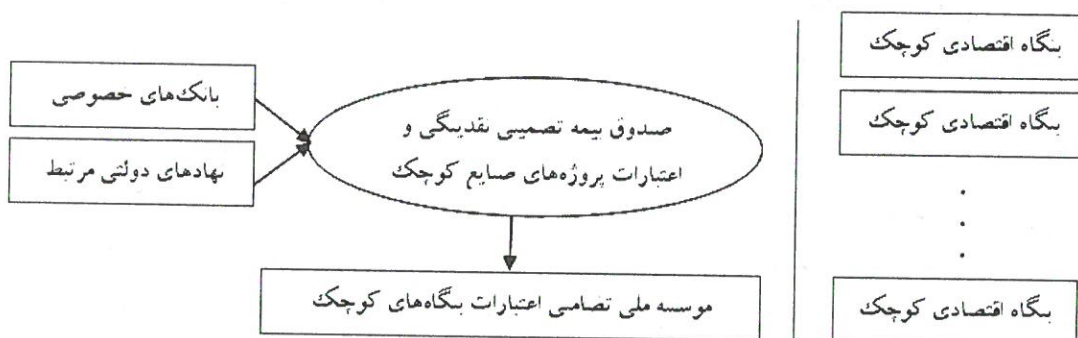 بنگاه اقتصادی کوچک
بانک‌های خصوصی
صندوق بیمه تضمینی نقدینگی و
اعتبارات پروژه‌های صنایع کوچک
بنگاه اقتصادی کوچک
نهادهای دولتی مرتبط
موسسه ملی تضامنی اعتبارات بنگاه‌های کوچک
بنگاه اقتصادی کوچک